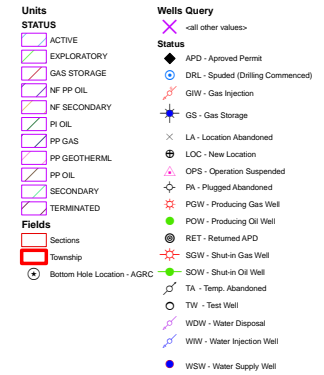 Units
STATUS
ACTIVE
EXPLORATORY
GAS STORAGE
NF PP OIL
NF SECONDARY
PI OIL
PP GAS
PP GEOTHERML
PP OIL
SECONDARY
TERMINATED
Fields
Sections
Township
Bottom Hole Location - AGRC
Wells Query
<all other values>
Status
APD - Aproved Permit
DRL - Spuded (Drilling Commenced)
GIW - Gas Injection
GS - Gas Storage
LA - Location Abandoned
LOC - New Location
OPS - Operation Suspended
PA - Plugged Abandoned
PGW - Producing Gas Well
POW - Producing Oil Well
RET - Returned APD
SGW - Shut-in Gas Well
SOW - Shut-in Oil Well
TA - Temp. Abandoned
TW - Test Well
WDW - Water Disposal
WIW - Water Injection Well
WSW - Water Supply Well